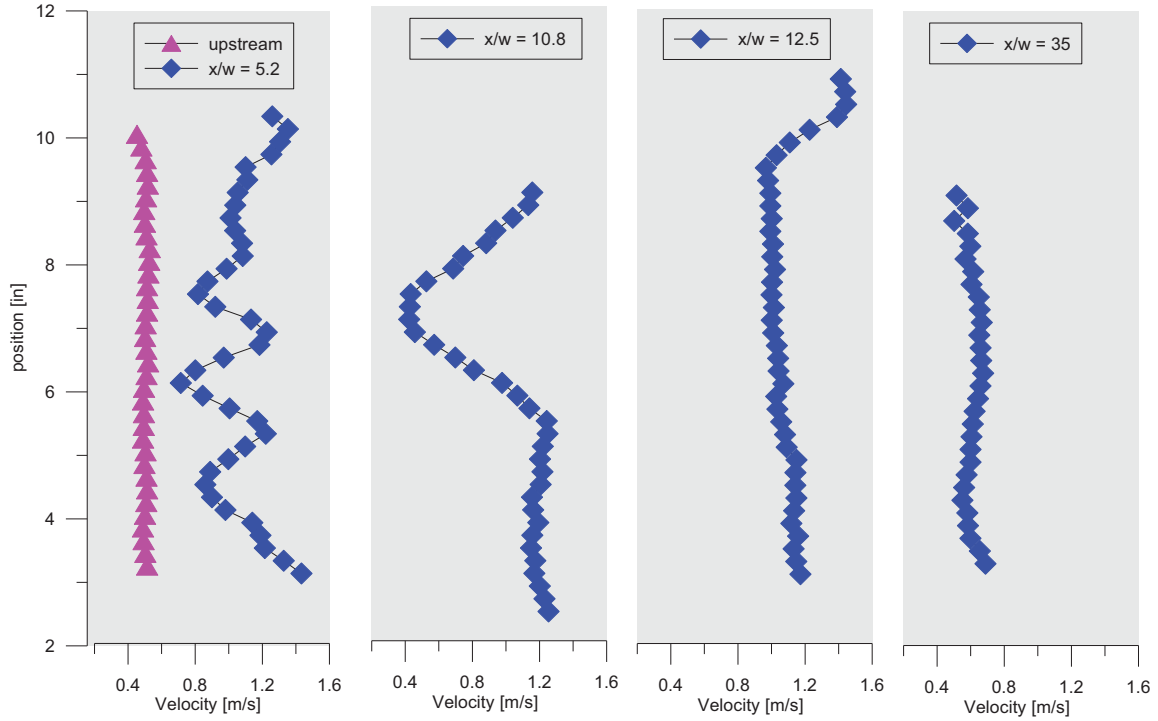 12
10
8
6
4
2
position [in]
upstream
x/w = 5.2
0.4 0.8 1.2 1.6
Velocity [m/s]
x/w = 10.8
0.4 0.8 1.2 1.6
Velocity [m/s]
x/w = 12.5
0.4 0.8 1.2 1.6
Velocity [m/s]
x/w = 35
0.4 0.8 1.2 1.6
Velocity [m/s]